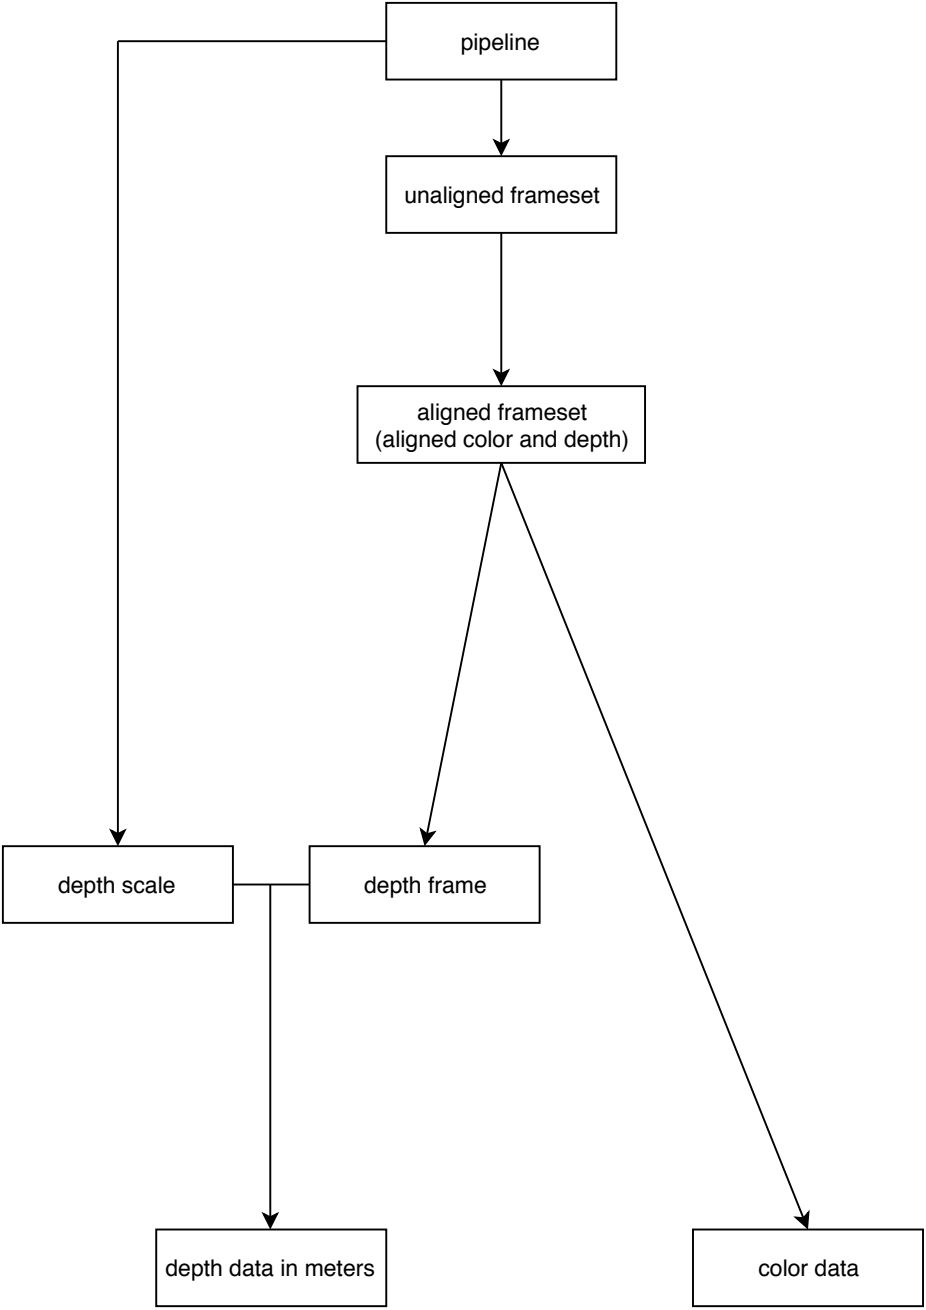 pipeline
unaligned frameset
aligned frameset
(aligned color and depth)
depth scale
depth frame
depth data in meters
color data